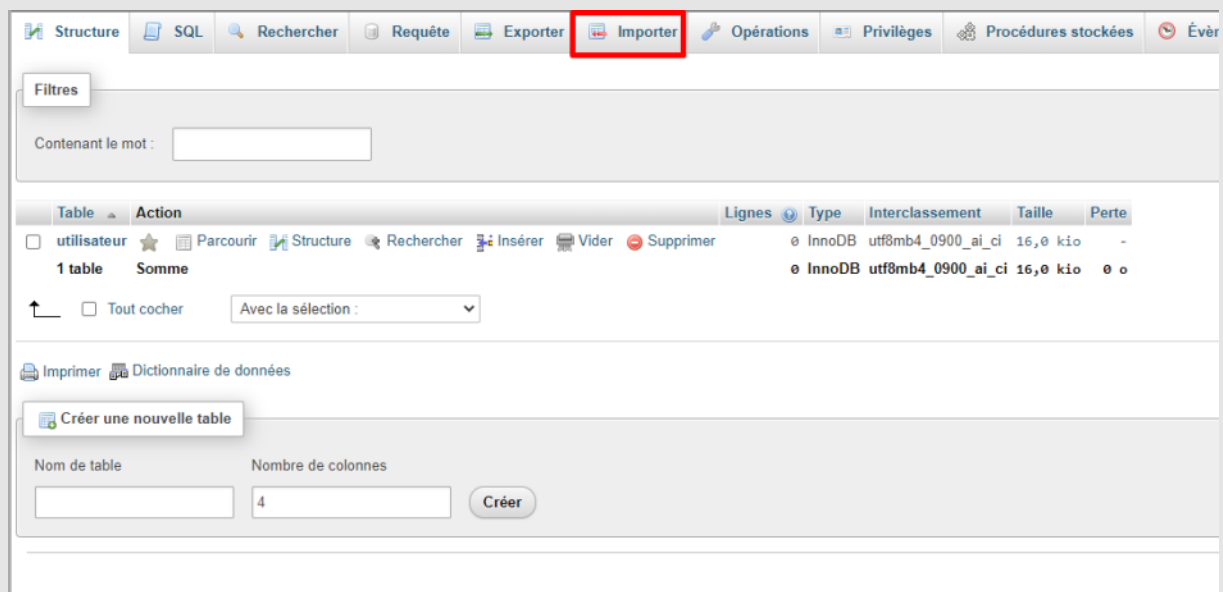 Structure SQL Rechercher Requête Exporter Importer Opérations Privilèges Procédures stockées Évèr
Filtres
Contenant le mot :
Table Action Lignes Type Interclassement Taille Perte
utilisateur Parcourir Structure Rechercher Insérer Vider Supprimer 0 InnoDB utf8mb4_0900_ai_ci 16,0 kio -
1 table Somme 0 InnoDB utf8mb4_0900_ai_ci 16,0 kio 0 o
Tout cocher Avec la sélection :
Imprimer Dictionnaire de données
Créer une nouvelle table
Nom de table Nombre de colonnes
4 Créer